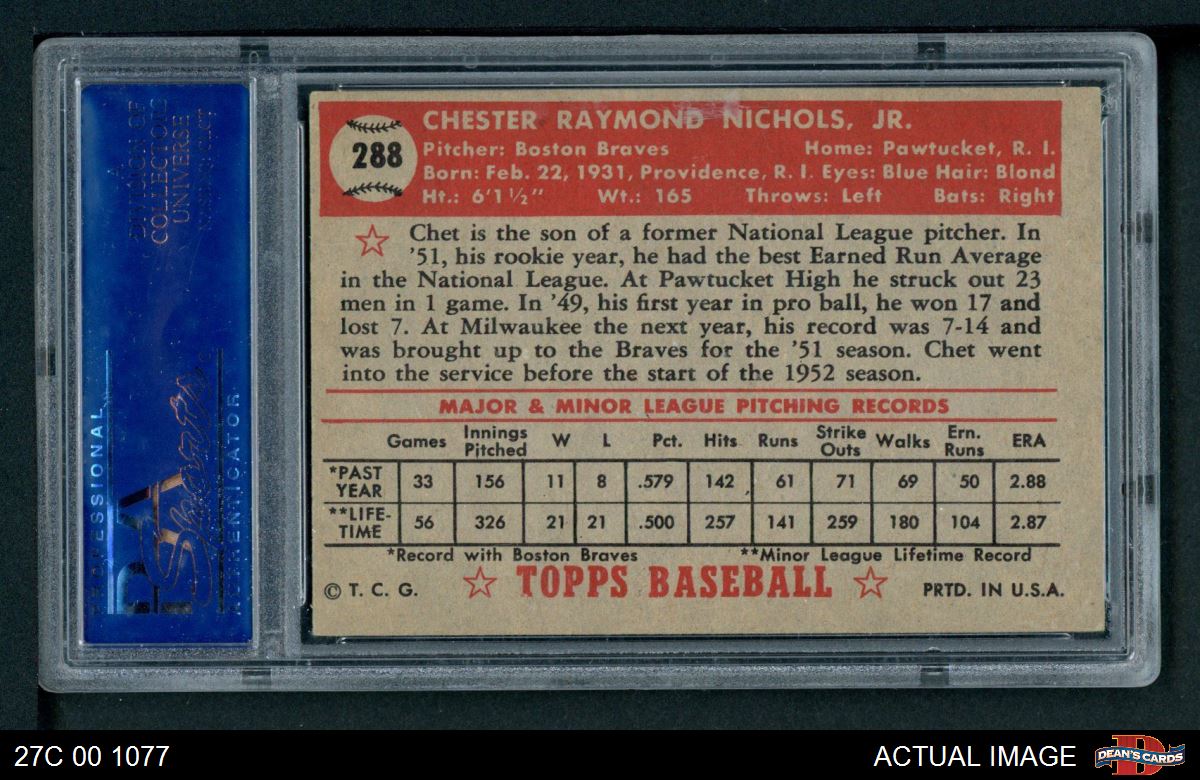 DIVISION OF
COLLECTORS
UNIVERSE
NASDAQ: CLCT
PROFESSIONAL
PSA
Sports
AUTHENTICATOR
288
CHESTER RAYMOND NICHOLS, JR.
Pitcher: Boston Braves Home: Pawtucket, R. I.
Born: Feb. 22, 1931, Providence, R. I. Eyes: Blue Hair: Blond
Ht.: 6'1½" Wt.: 165 Throws: Left Bats: Right
Chet is the son of a former National League pitcher. In
'51, his rookie year, he had the best Earned Run Average
in the National League. At Pawtucket High he struck out 23
men in 1 game. In '49, his first year in pro ball, he won 17 and
lost 7. At Milwaukee the next year, his record was 7-14 and
was brought up to the Braves for the '51 season. Chet went
into the service before the start of the 1952 season.
MAJOR & MINOR LEAGUE PITCHING RECORDS
Games Innings Pitched W L Pct. Hits Runs Strike Outs Walks Ern. Runs ERA
*PAST YEAR 33 156 11 8 .579 142 61 71 69 50 2.88
**LIFE-TIME 56 326 21 21 .500 257 141 259 180 104 2.87
*Record with Boston Braves **Minor League Lifetime Record
© T. C. G. TOPPS BASEBALL PRTD. IN U.S.A.
27C 00 1077 ACTUAL IMAGE DEAN'S CARDS